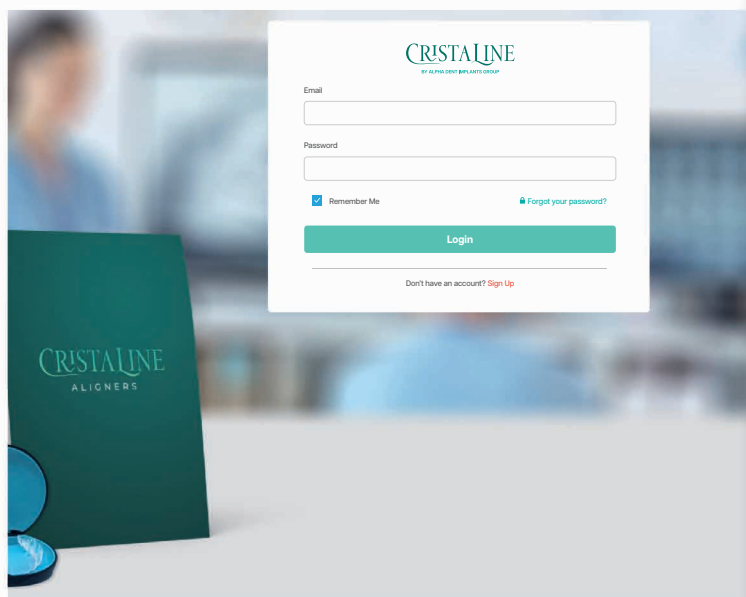 CRISTALINE
BY ALPHA DENT IMPLANTS GROUP
Email
Password
Remember Me
Forgot your password?
Login
Don't have an account? Sign Up
CRISTALINE
ALIGNERS